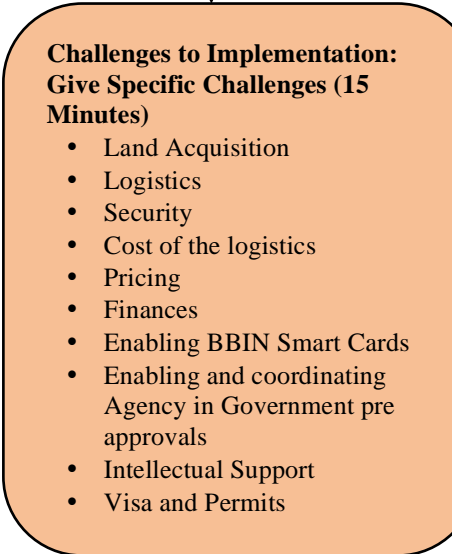 Challenges to Implementation:
Give Specific Challenges (15
Minutes)
• Land Acquisition
• Logistics
• Security
• Cost of the logistics
• Pricing
• Finances
• Enabling BBIN Smart Cards
• Enabling and coordinating
Agency in Government pre
approvals
• Intellectual Support
• Visa and Permits